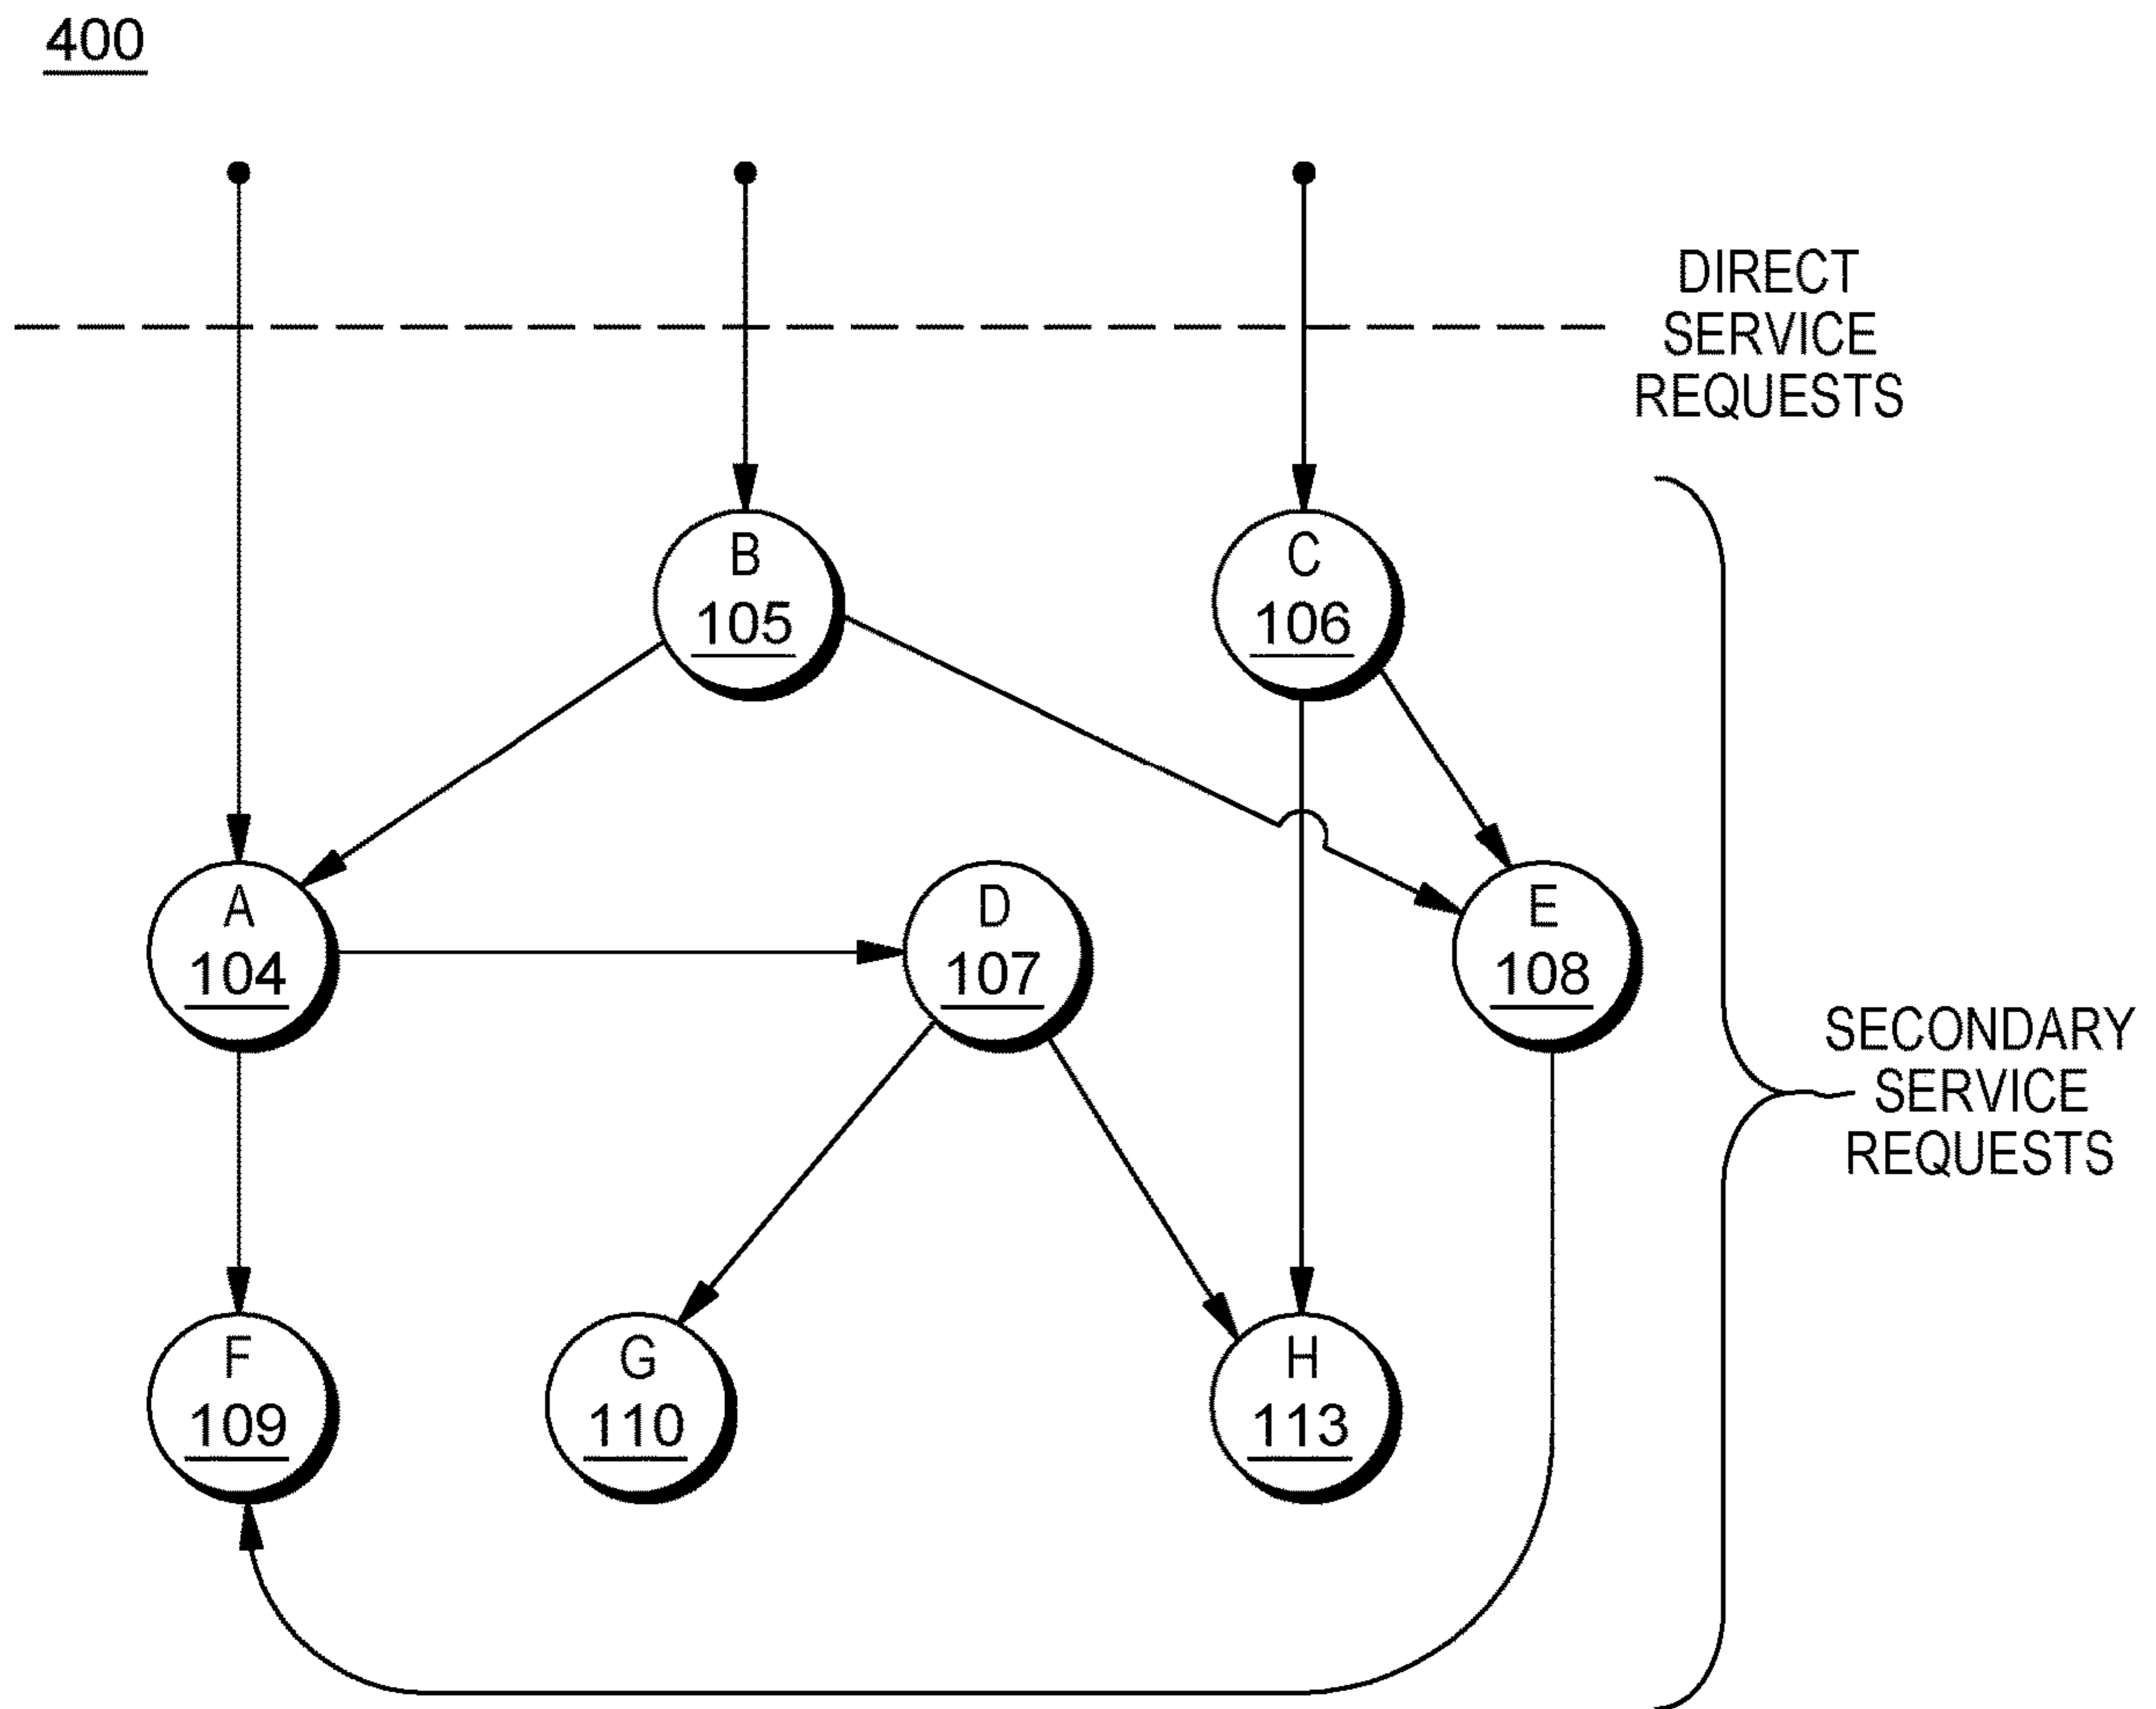 400
DIRECT
SERVICE
REQUESTS
B
105
C
106
A
104
D
107
E
108
SECONDARY
SERVICE
REQUESTS
F
109
G
110
H
113